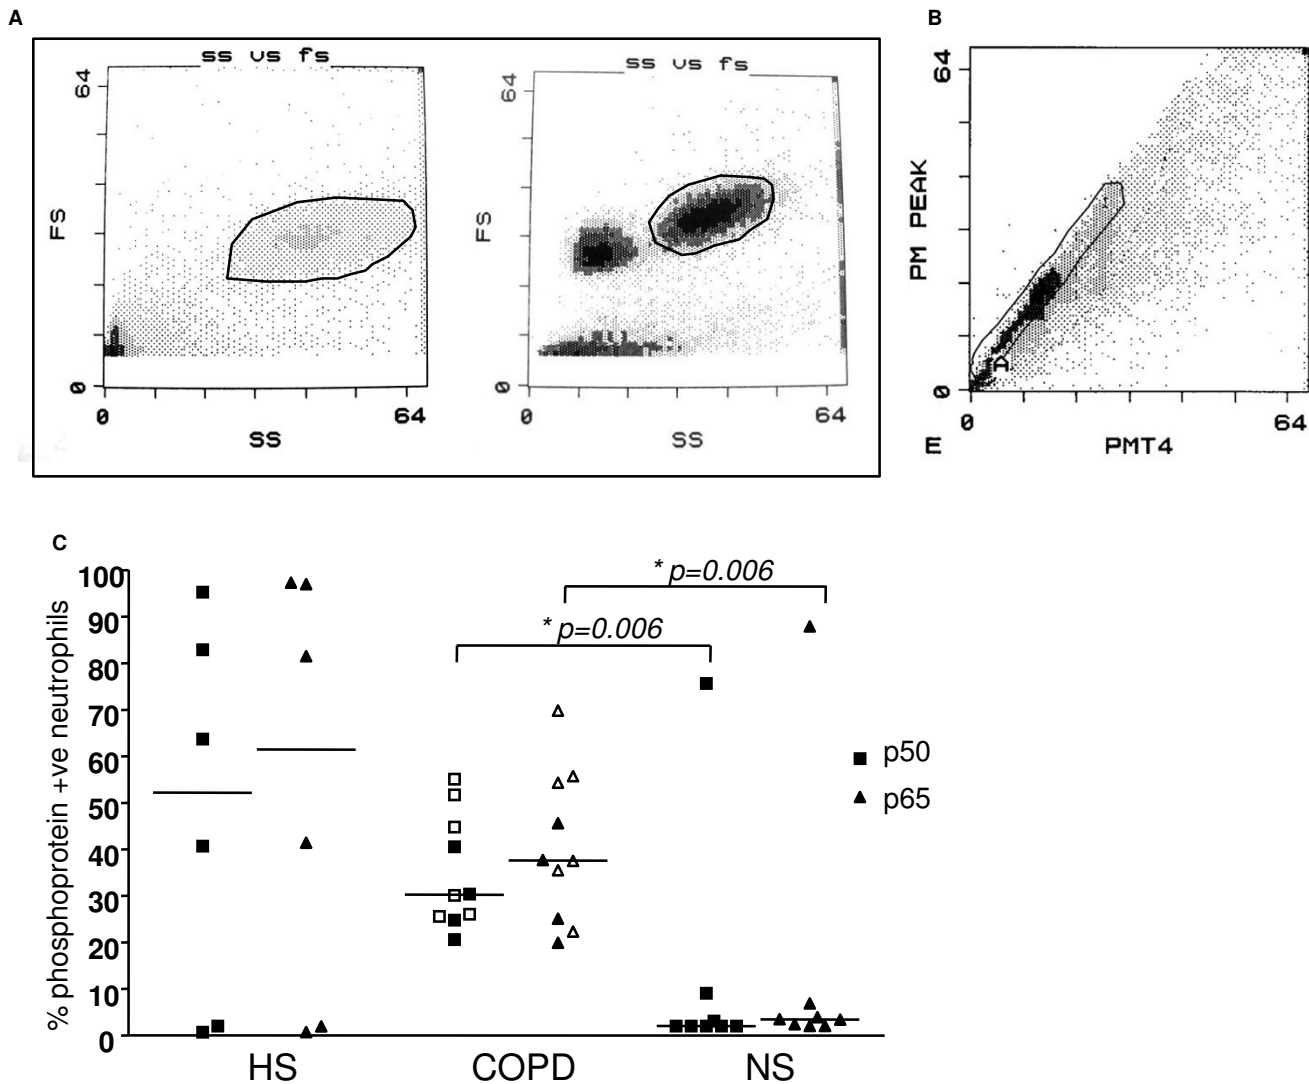 A
B
ss vs fs
ss vs fs
64
FS
0
0
64
SS
64
FS
0
0
64
SS
64
PM PEAK
0
A
0
64
E
PMT4
C
% phosphoprotein +ve neutrophils
100
90
80
70
60
50
40
30
20
10
0
* p=0.006
* p=0.006
p50
p65
HS
COPD
NS